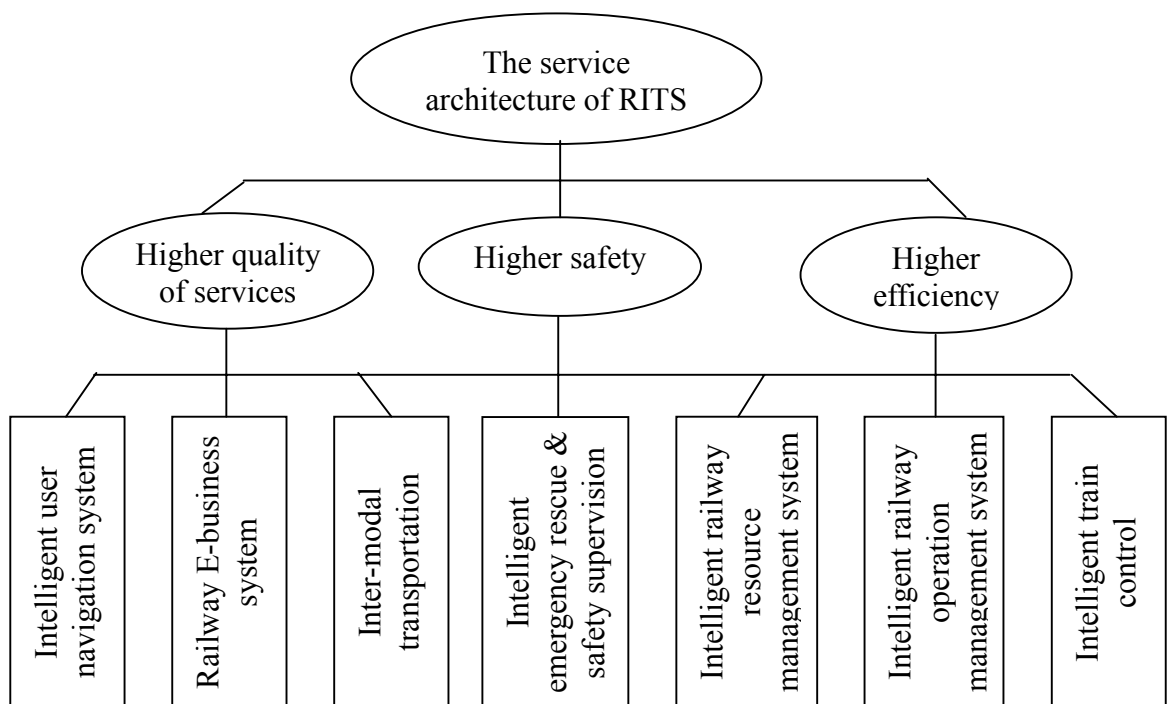 The service
architecture of RITS
Higher quality
of services
Higher safety
Higher
efficiency
Intelligent user
navigation system
Railway E-business
system
Inter-modal
transportation
Intelligent
emergency rescue &
safety supervision
Intelligent railway
resource
management system
Intelligent railway
operation
management system
Intelligent train
control